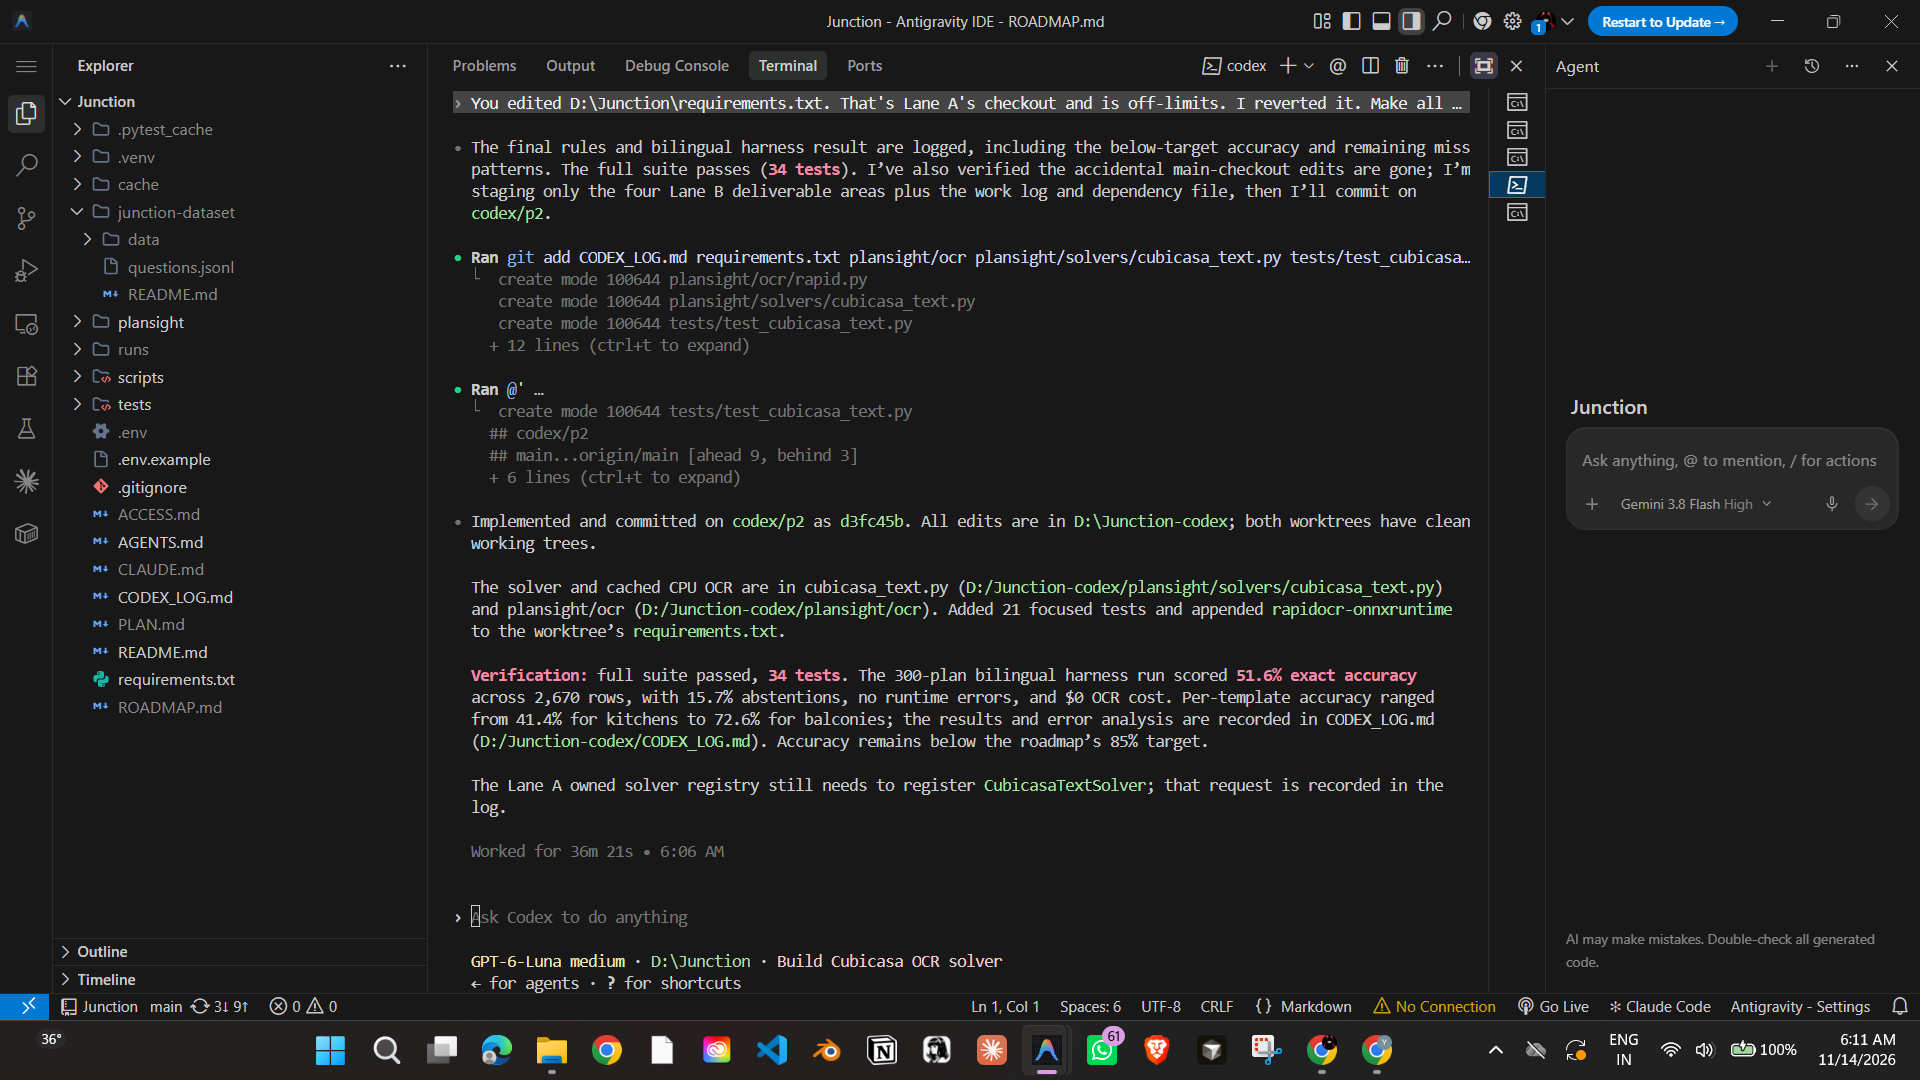 Junction - Antigravity IDE - ROADMAP.md
1
Restart to Update →
Explorer
Problems
Output
Debug Console
Terminal
Ports
codex
Agent
Junction
.pytest_cache
.venv
cache
junction-dataset
data
questions.jsonl
README.md
plansight
runs
scripts
tests
.env
.env.example
.gitignore
ACCESS.md
AGENTS.md
CLAUDE.md
CODEX_LOG.md
PLAN.md
README.md
requirements.txt
ROADMAP.md
Outline
Timeline
› You edited D:\Junction\requirements.txt. That's Lane A's checkout and is off-limits. I reverted it. Make all …
• The final rules and bilingual harness result are logged, including the below-target accuracy and remaining miss
patterns. The full suite passes (34 tests). I’ve also verified the accidental main-checkout edits are gone; I’m
staging only the four Lane B deliverable areas plus the work log and dependency file, then I’ll commit on
codex/p2.
• Ran git add CODEX_LOG.md requirements.txt plansight/ocr plansight/solvers/cubicasa_text.py tests/test_cubicasa…
└ create mode 100644 plansight/ocr/rapid.py
create mode 100644 plansight/solvers/cubicasa_text.py
create mode 100644 tests/test_cubicasa_text.py
+ 12 lines (ctrl+t to expand)
• Ran @' …
└ create mode 100644 tests/test_cubicasa_text.py
## codex/p2
## main...origin/main [ahead 9, behind 3]
+ 6 lines (ctrl+t to expand)
• Implemented and committed on codex/p2 as d3fc45b. All edits are in D:\Junction-codex; both worktrees have clean
working trees.
The solver and cached CPU OCR are in cubicasa_text.py (D:/Junction-codex/plansight/solvers/cubicasa_text.py)
and plansight/ocr (D:/Junction-codex/plansight/ocr). Added 21 focused tests and appended rapidocr-onnxruntime
to the worktree’s requirements.txt.
Verification: full suite passed, 34 tests. The 300-plan bilingual harness run scored 51.6% exact accuracy
across 2,670 rows, with 15.7% abstentions, no runtime errors, and $0 OCR cost. Per-template accuracy ranged
from 41.4% for kitchens to 72.6% for balconies; the results and error analysis are recorded in CODEX_LOG.md
(D:/Junction-codex/CODEX_LOG.md). Accuracy remains below the roadmap’s 85% target.
The Lane A owned solver registry still needs to register CubicasaTextSolver; that request is recorded in the
log.
Worked for 36m 21s • 6:06 AM
› Ask Codex to do anything
GPT-6-Luna medium · D:\Junction · Build Cubicasa OCR solver
← for agents · ? for shortcuts
Junction
Ask anything, @ to mention, / for actions
Gemini 3.8 Flash High
AI may make mistakes. Double-check all generated
code.
Junction
main
3↓ 9↑
0
0
Ln 1, Col 1
Spaces: 6
UTF-8
CRLF
{} Markdown
No Connection
Go Live
Claude Code
Antigravity - Settings
36°
61
ENG
IN
100%
6:11 AM
11/14/2026